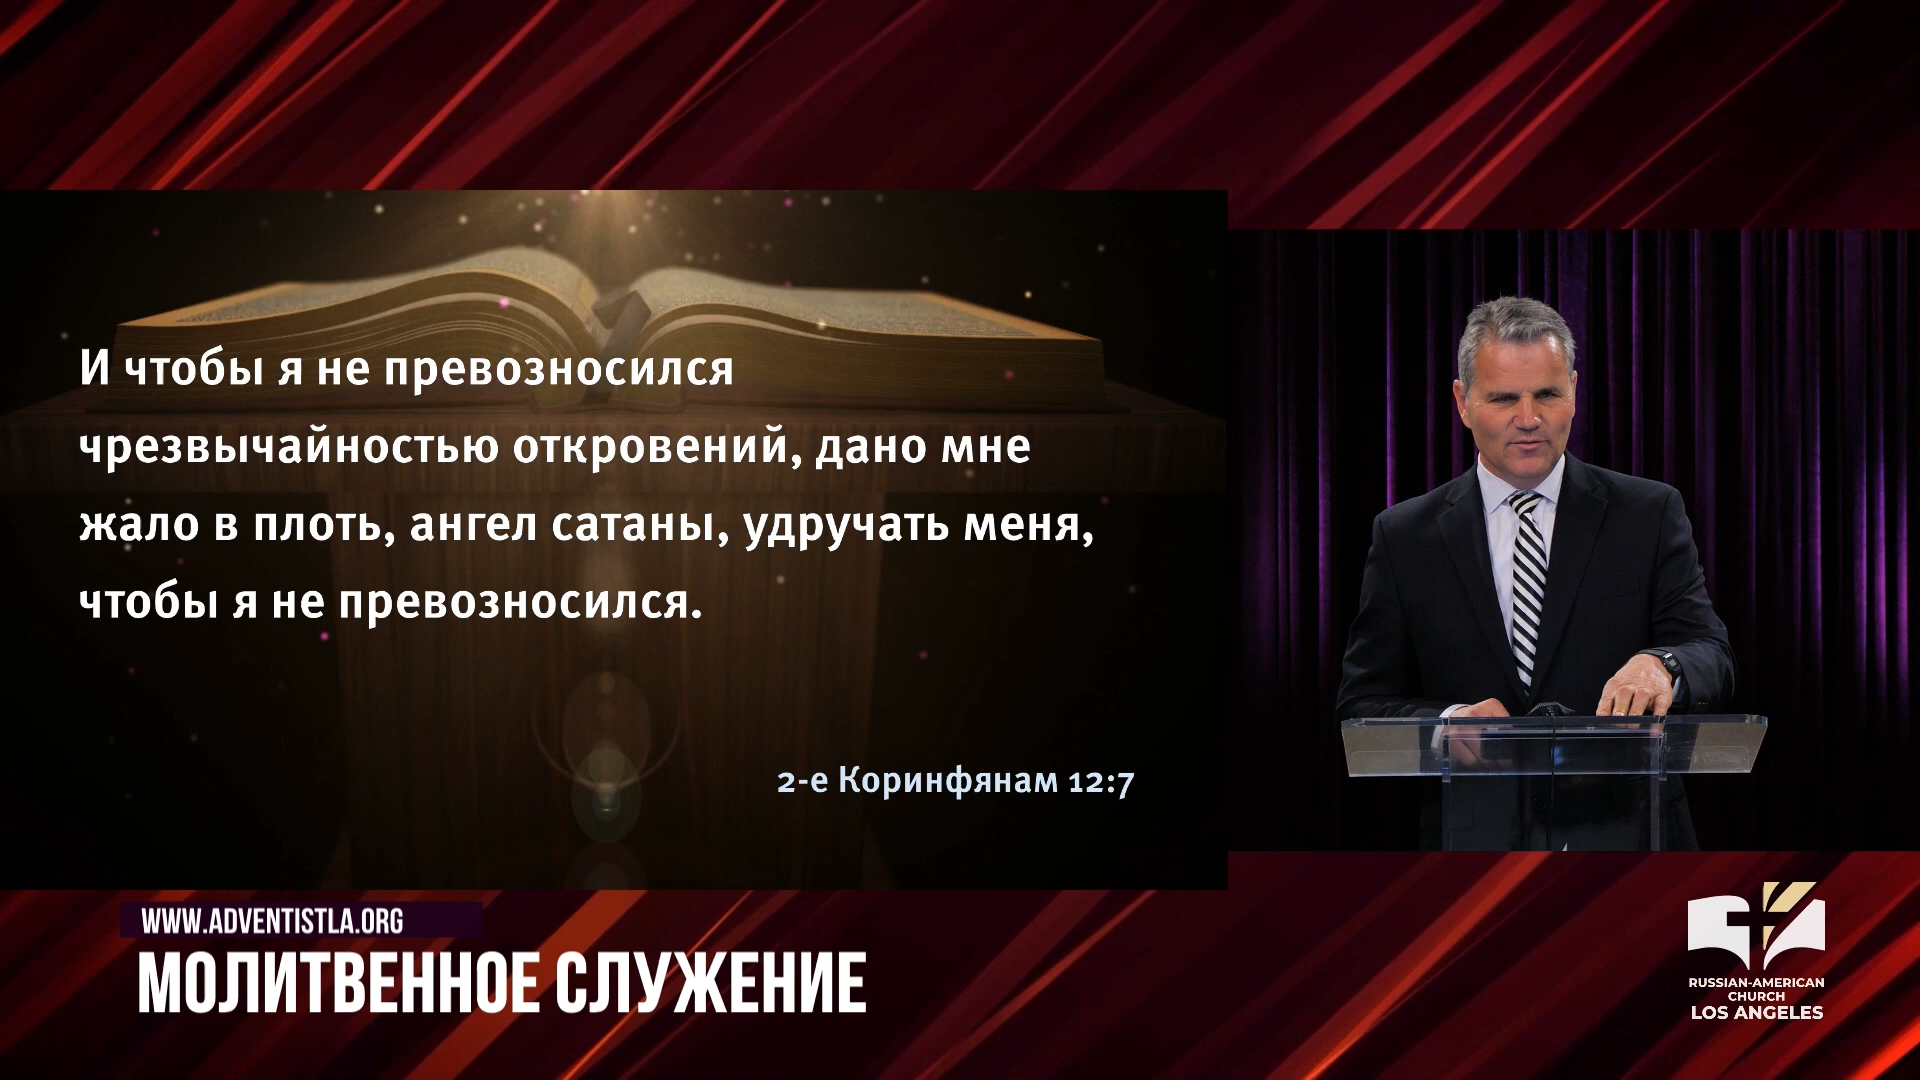 И чтобы я не превозносился
чрезвычайностью откровений, дано мне
жало в плоть, ангел сатаны, удручать меня,
чтобы я не превозносился.
2-е Коринфянам 12:7
WWW.ADVENTISTLA.ORG
МОЛИТВЕННОЕ СЛУЖЕНИЕ
RUSSIAN-AMERICAN
CHURCH
LOS ANGELES